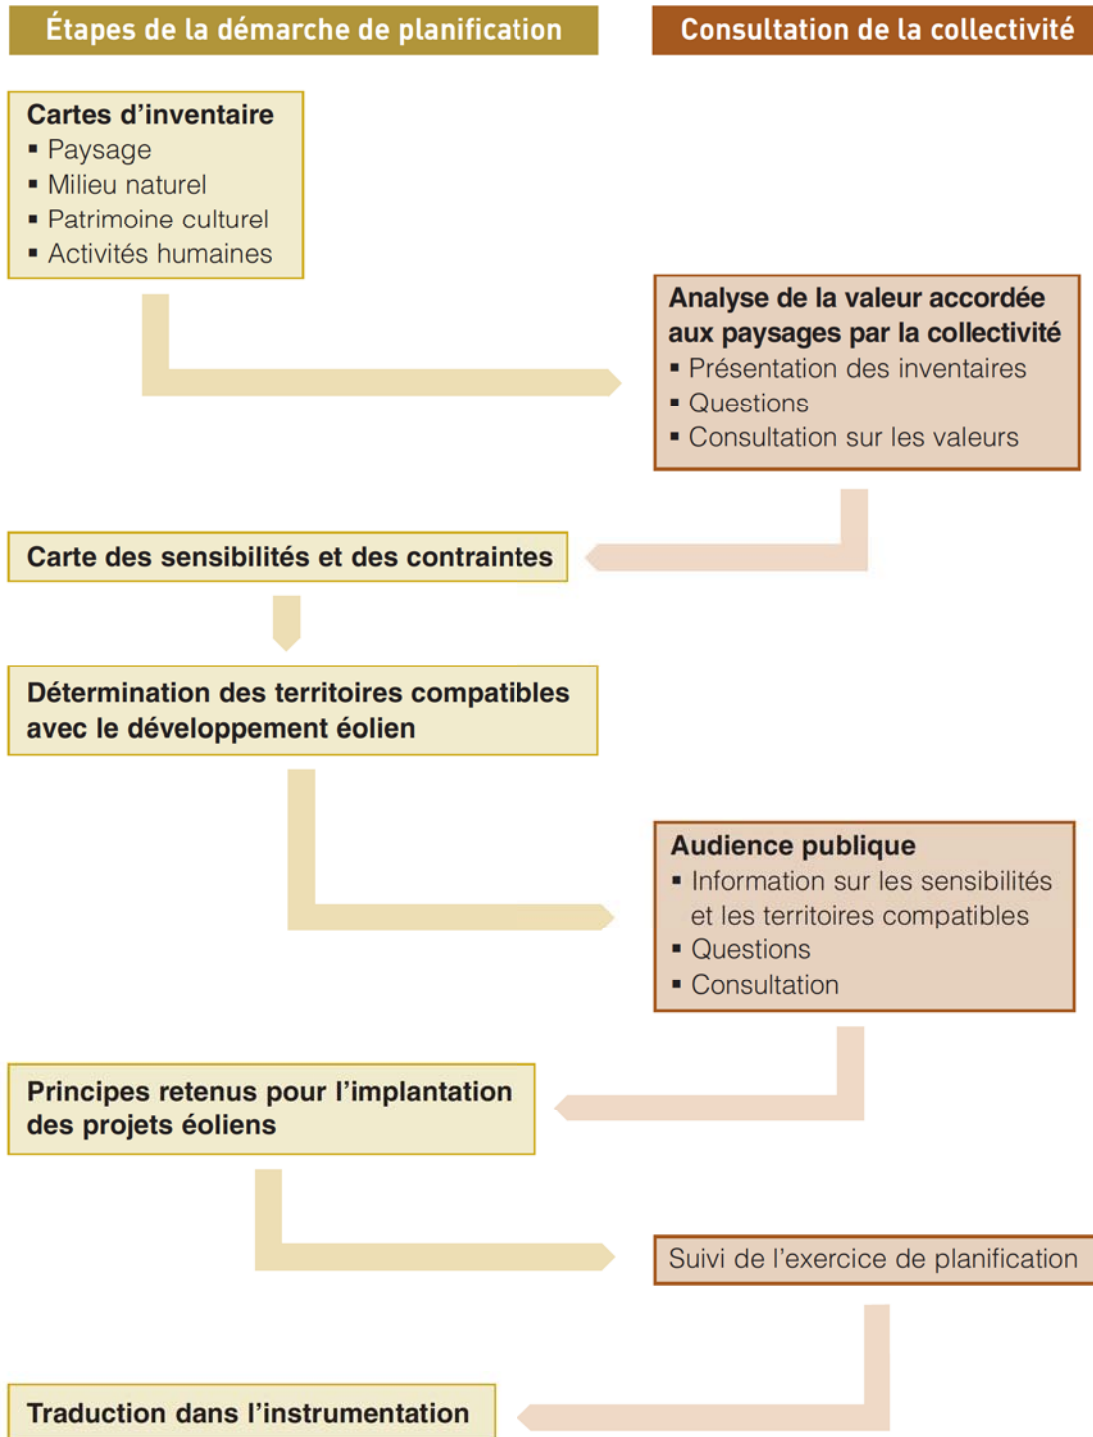 Étapes de la démarche de planification
Consultation de la collectivité
Cartes d'inventaire
▪ Paysage
▪ Milieu naturel
▪ Patrimoine culturel
▪ Activités humaines
Analyse de la valeur accordée
aux paysages par la collectivité
▪ Présentation des inventaires
▪ Questions
▪ Consultation sur les valeurs
Carte des sensibilités et des contraintes
Détermination des territoires compatibles
avec le développement éolien
Audience publique
▪ Information sur les sensibilités
et les territoires compatibles
▪ Questions
▪ Consultation
Principes retenus pour l'implantation
des projets éoliens
Suivi de l'exercice de planification
Traduction dans l'instrumentation